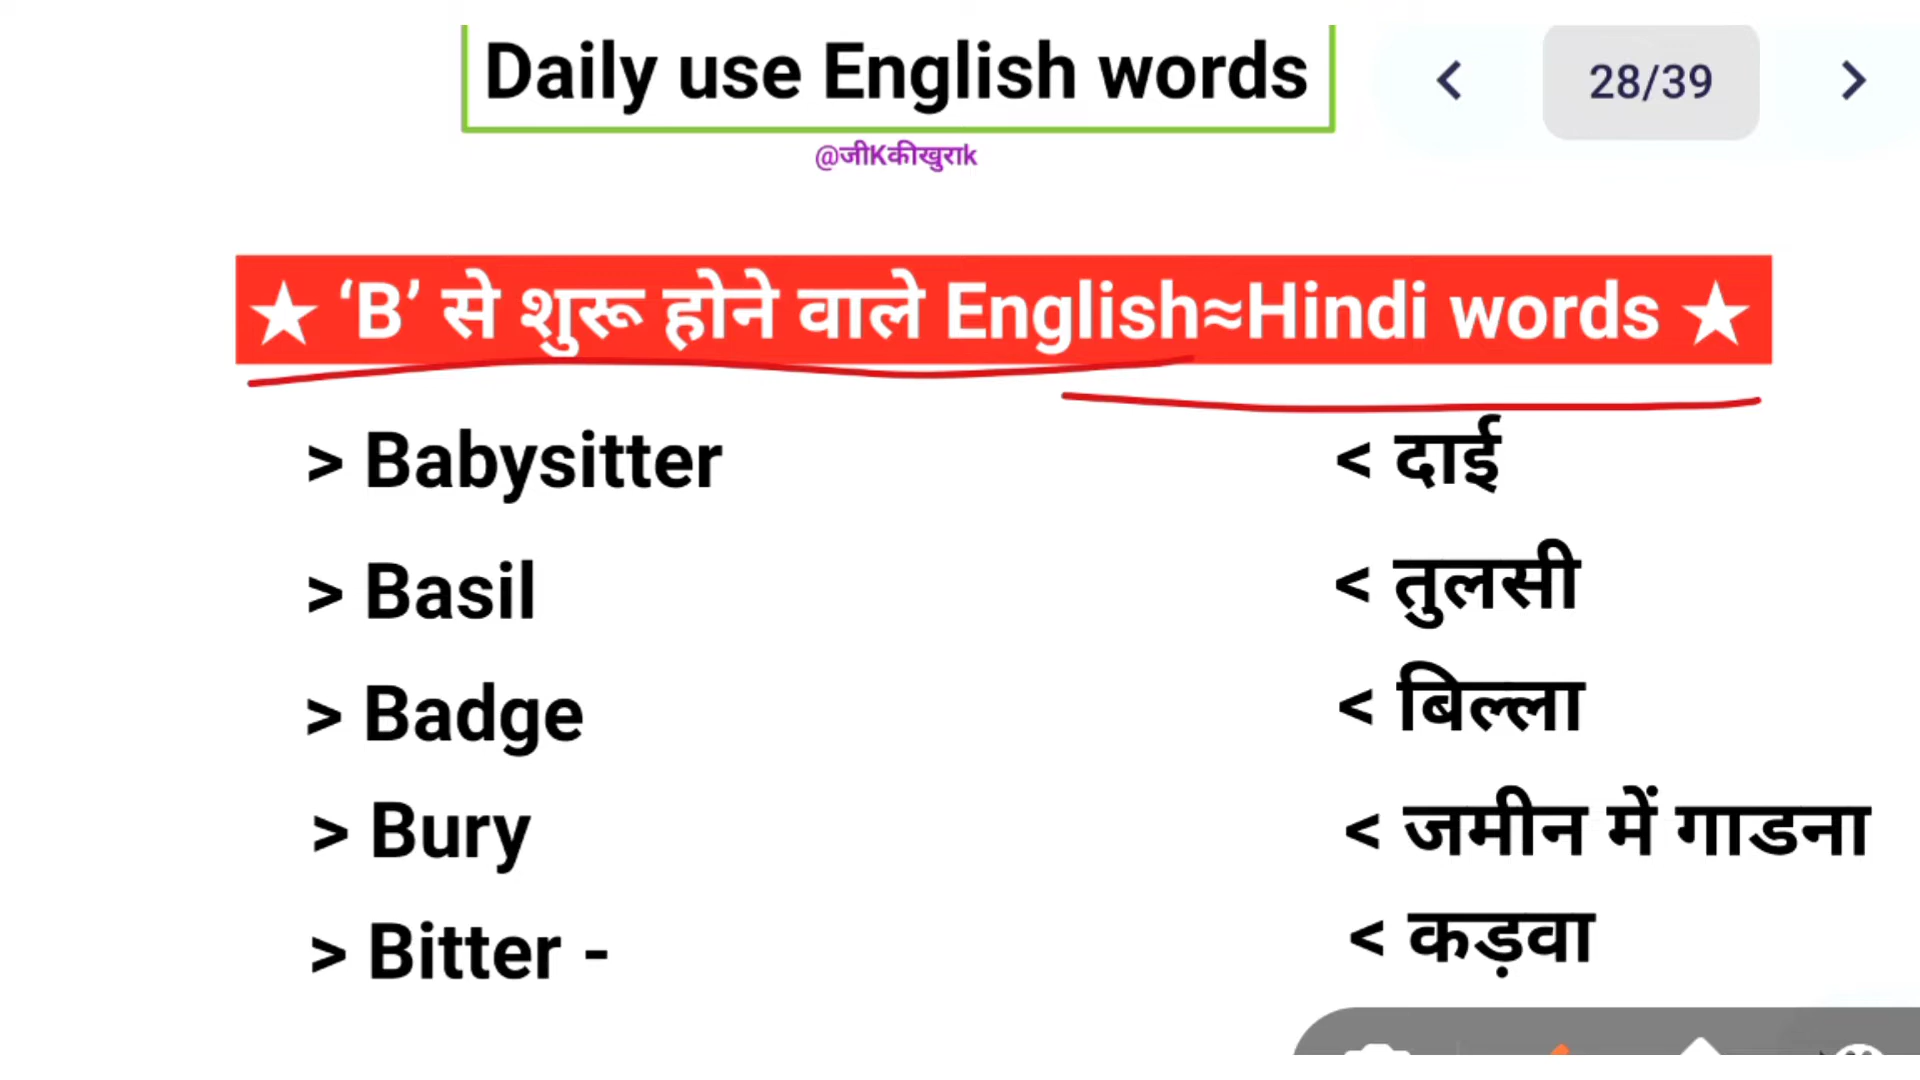 Daily use English words
< 28/39 >
@जीKकीखुराk
★ ‘B’ से शुरू होने वाले English≈Hindi words ★
> Babysitter < दाई
> Basil < तुलसी
> Badge < बिल्ला
> Bury < जमीन में गाडना
> Bitter - < कड़वा